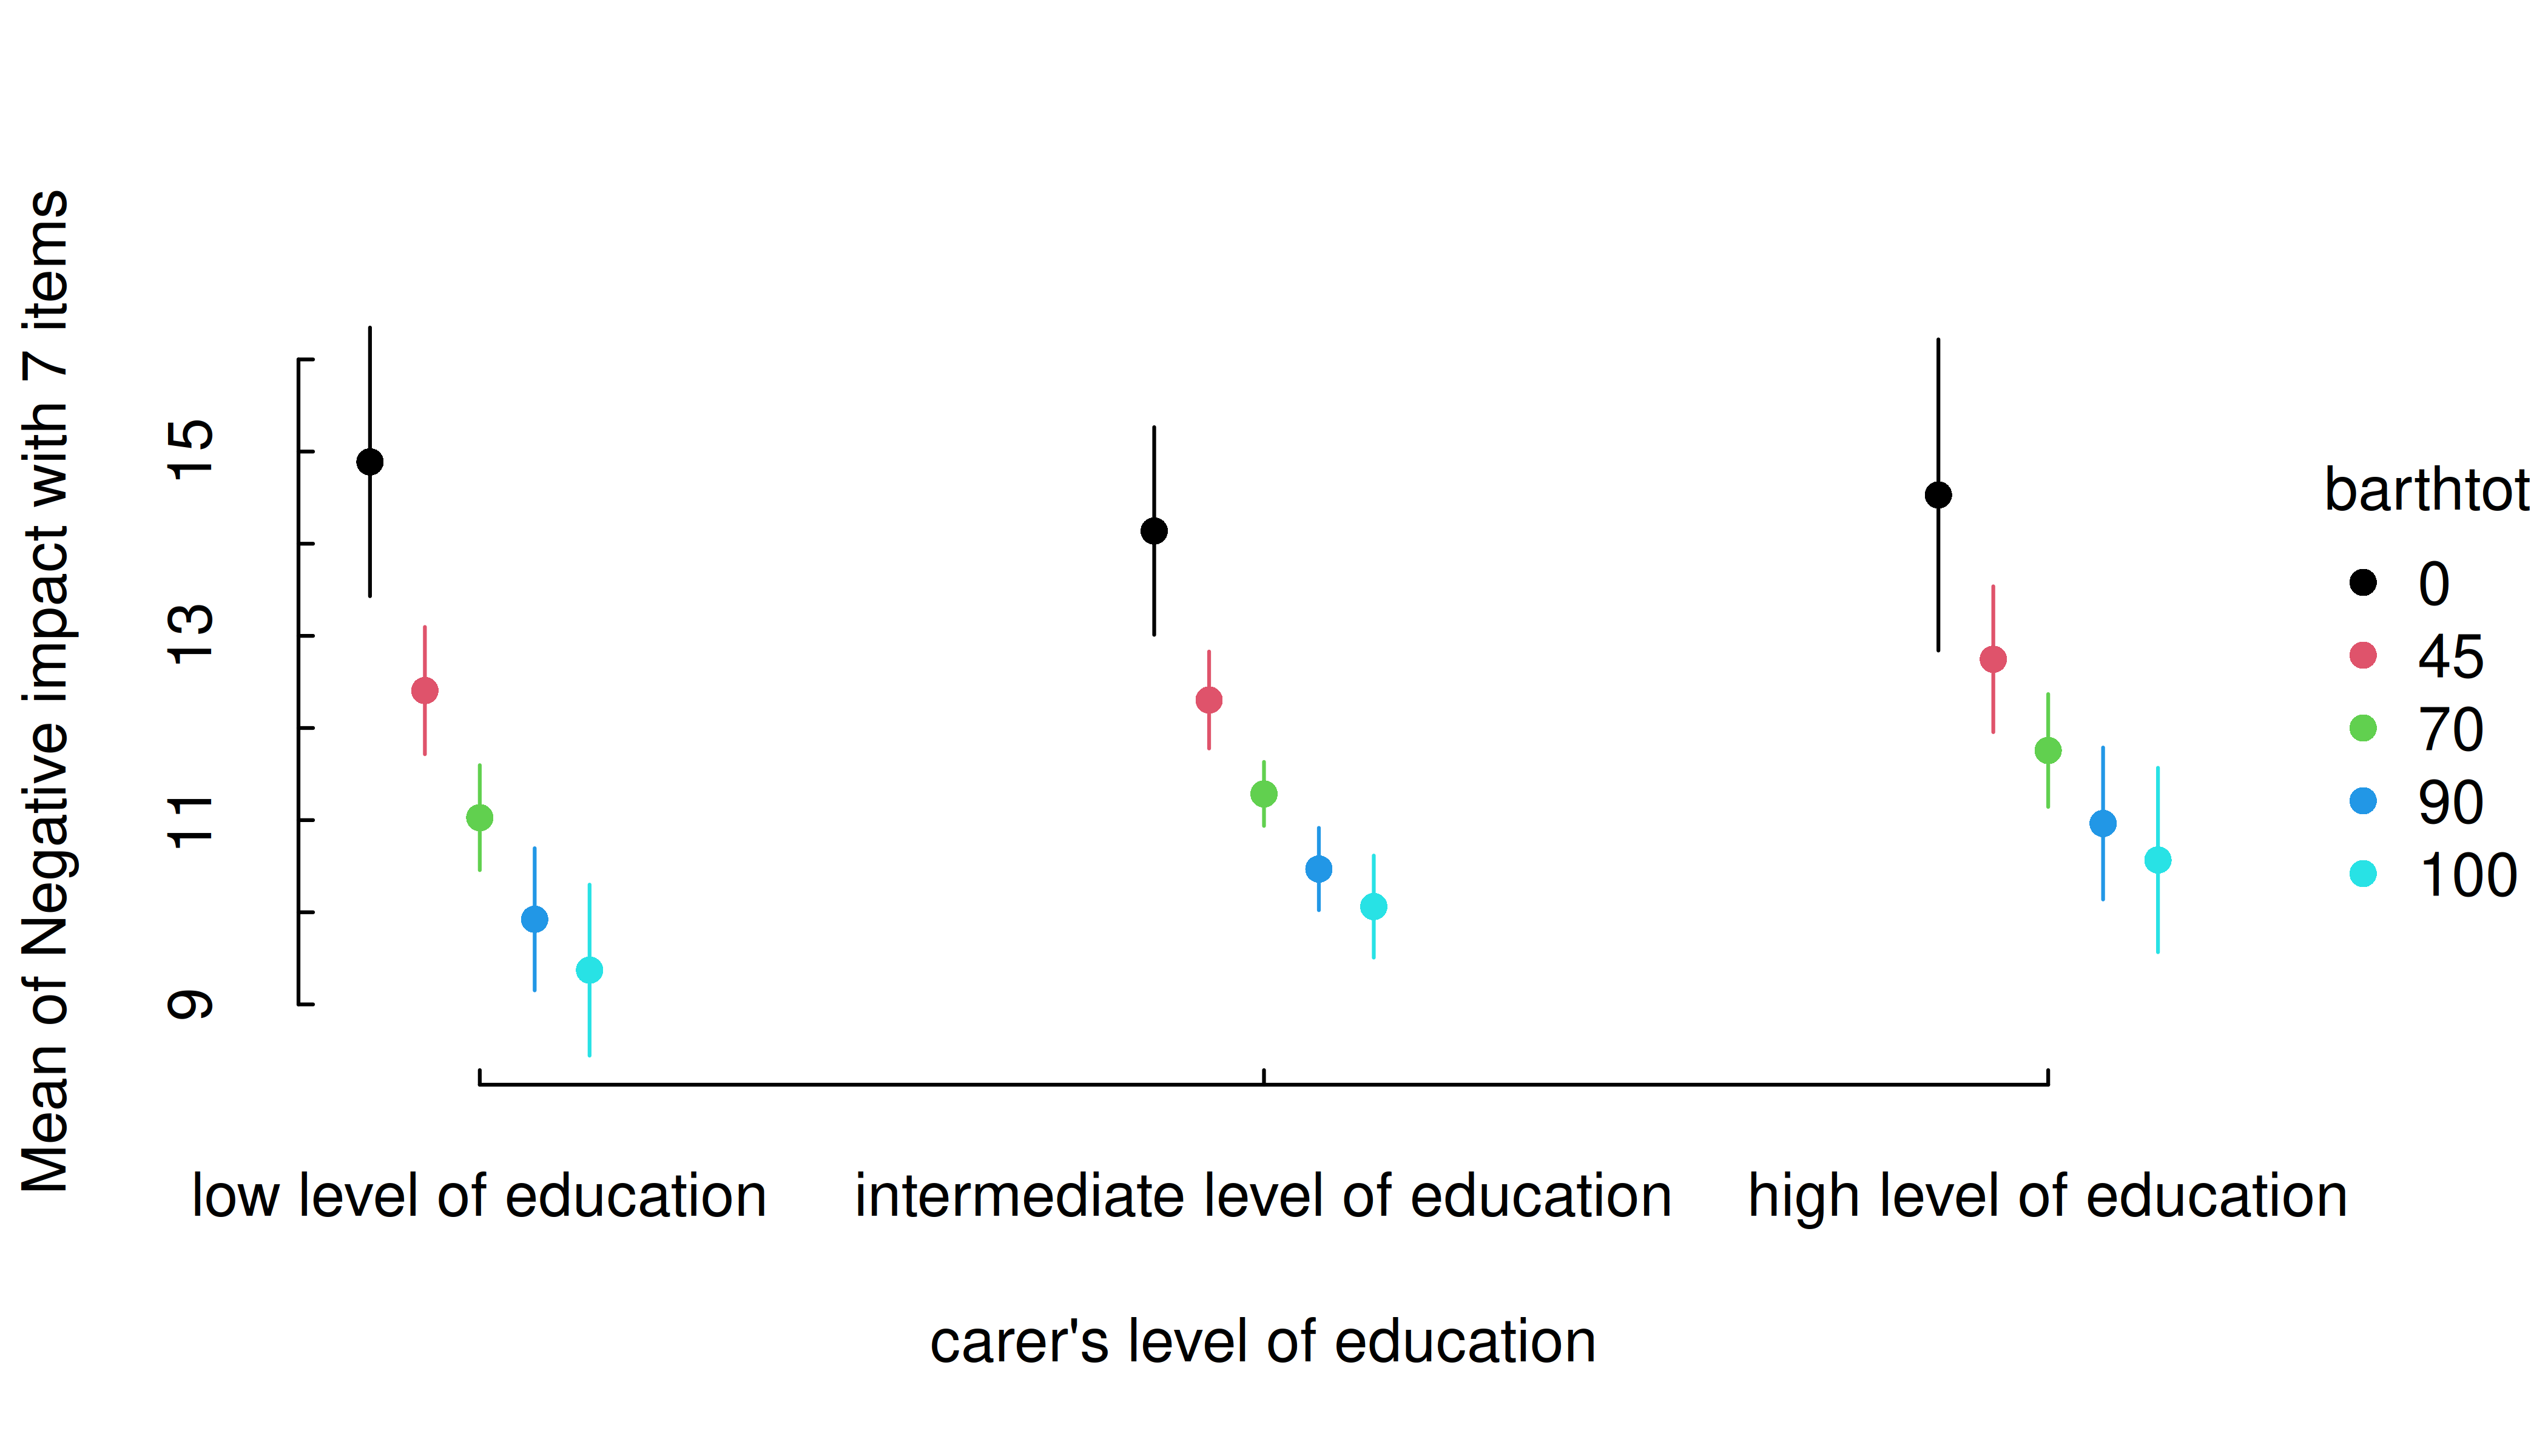 Mean of Negative impact with 7 items
15
13
11
9
low level of education
intermediate level of education
high level of education
carer's level of education
barthtot
0
45
70
90
100